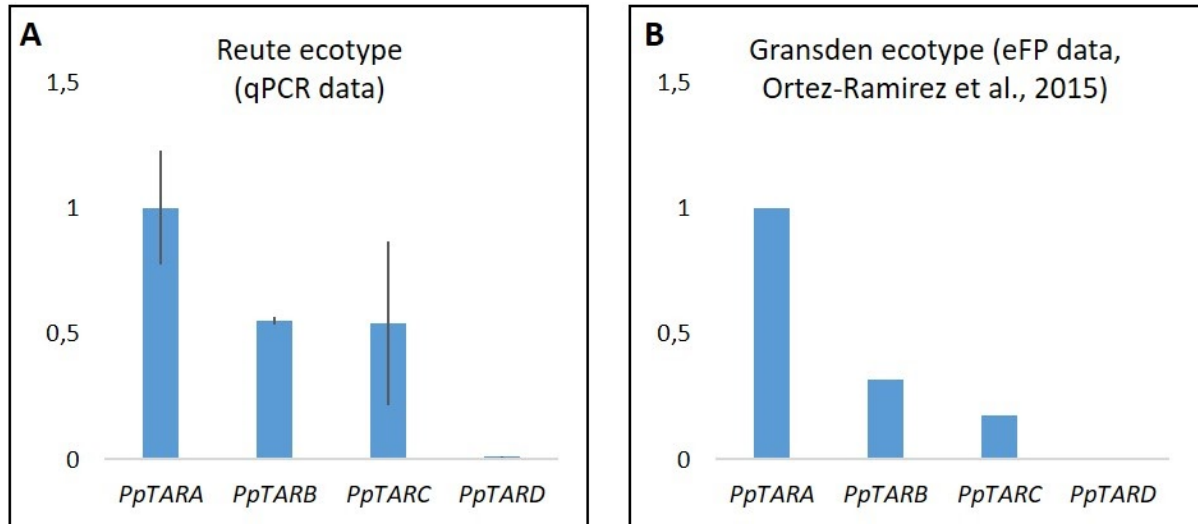 A
Reute ecotype
(qPCR data)
1,5
1
0,5
0
PpTARA PpTARB PpTARC PpTARD
B
Gransden ecotype (eFP data,
Ortez-Ramirez et al., 2015)
1,5
1
0,5
0
PpTARA PpTARB PpTARC PpTARD